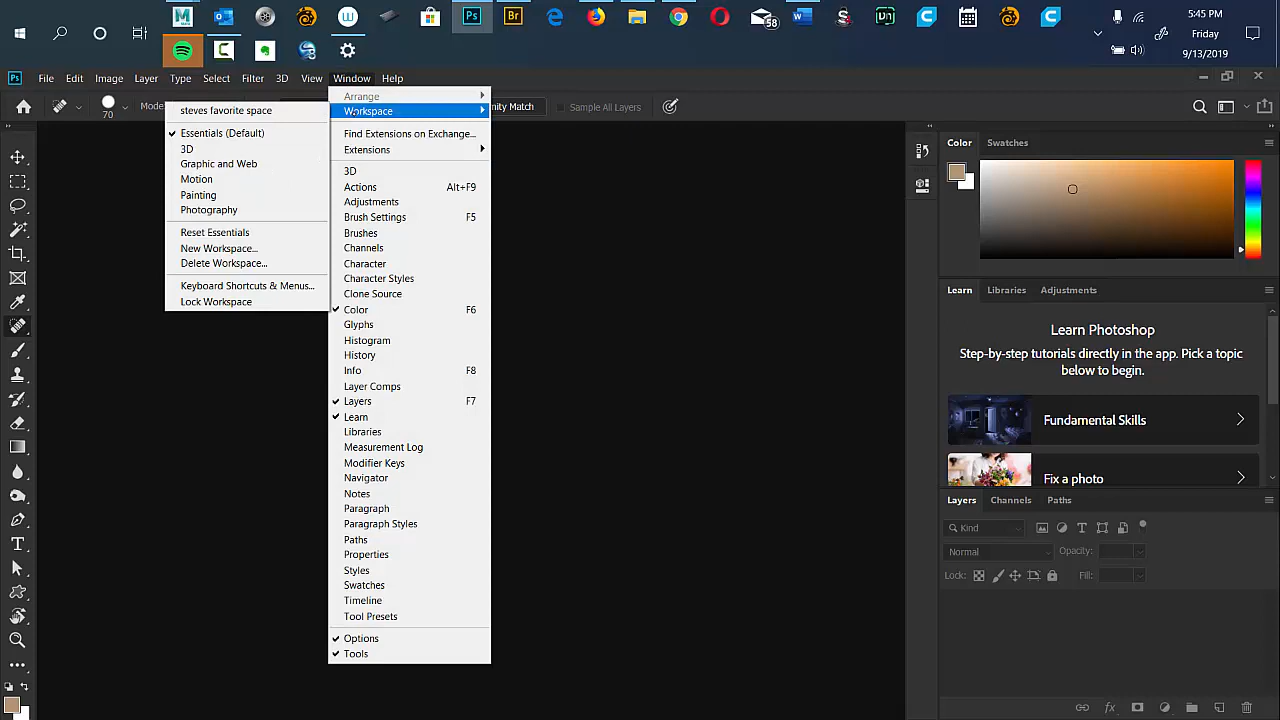 5:45 PM
Friday
58
9/13/2019
Ps File Edit Image Layer Type Select Filter 3D View Window Help
70 Mode nity Match Sample All Layers
steves favorite space
Essentials (Default)
3D
Graphic and Web
Motion
Painting
Photography
Reset Essentials
New Workspace...
Delete Workspace...
Keyboard Shortcuts & Menus...
Lock Workspace
Arrange
Workspace
Find Extensions on Exchange...
Extensions
3D
Actions Alt+F9
Adjustments
Brush Settings F5
Brushes
Channels
Character
Character Styles
Clone Source
Color F6
Glyphs
Histogram
History
Info F8
Layer Comps
Layers F7
Learn
Libraries
Measurement Log
Modifier Keys
Navigator
Notes
Paragraph
Paragraph Styles
Paths
Properties
Styles
Swatches
Timeline
Tool Presets
Options
Tools
Color Swatches
Learn Libraries Adjustments
Learn Photoshop
Step-by-step tutorials directly in the app. Pick a topic
below to begin.
Fundamental Skills
Fix a photo
Layers Channels Paths
Kind
Normal Opacity:
Lock: Fill: